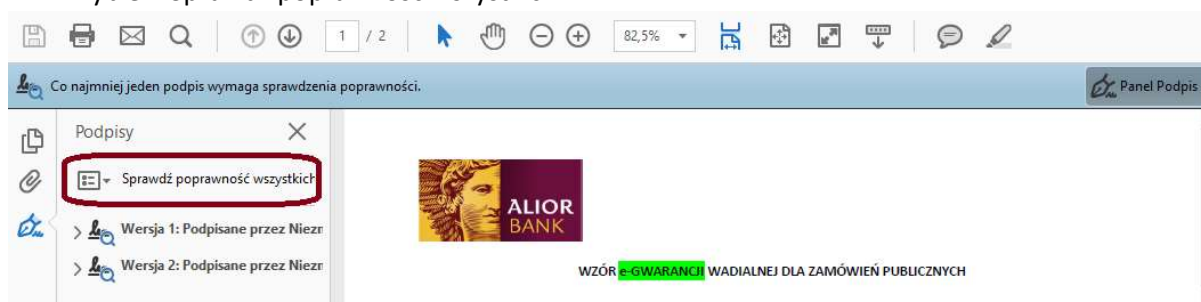 1 / 2
82,5%
Co najmniej jeden podpis wymaga sprawdzenia poprawności.
Panel Podpis
Podpisy
Sprawdź poprawność wszystkich
Wersja 1: Podpisane przez Niezn
Wersja 2: Podpisane przez Niezn
ALIOR
BANK
WZÓR e-GWARANCJI WADIALNEJ DLA ZAMÓWIEŃ PUBLICZNYCH